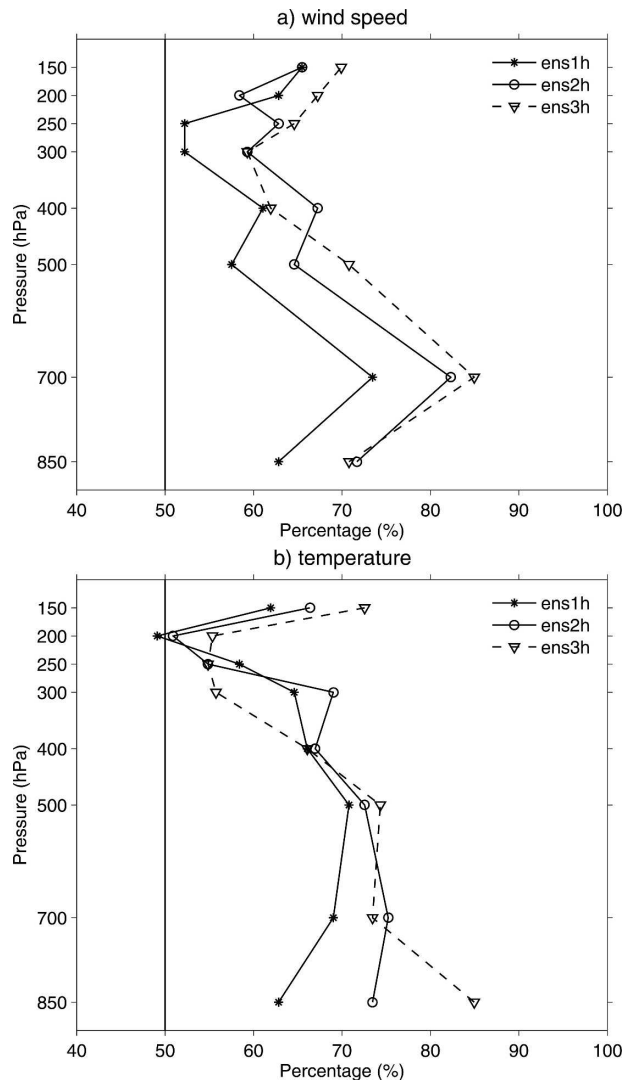 a) wind speed
150
200
250
300
400
500
700
850
Pressure (hPa)
ens1h
ens2h
ens3h
40 50 60 70 80 90 100
Percentage (%)
b) temperature
150
200
250
300
400
500
700
850
Pressure (hPa)
ens1h
ens2h
ens3h
40 50 60 70 80 90 100
Percentage (%)